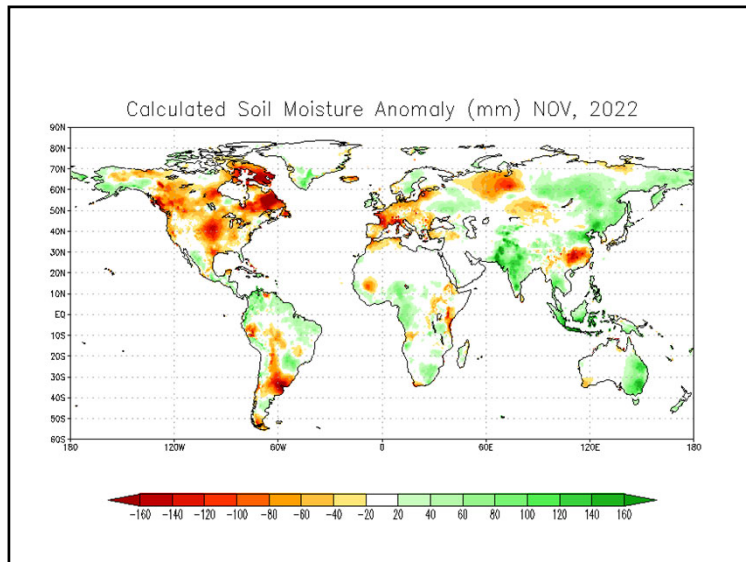 Calculated Soil Moisture Anomaly (mm) NOV, 2022
90N
80N
70N
60N
50N
40N
30N
20N
10N
EQ
10S
20S
30S
40S
50S
60S
180 120W 60W 0 60E 120E 180
-160 -140 -120 -100 -80 -60 -40 -20 20 40 60 80 100 120 140 160